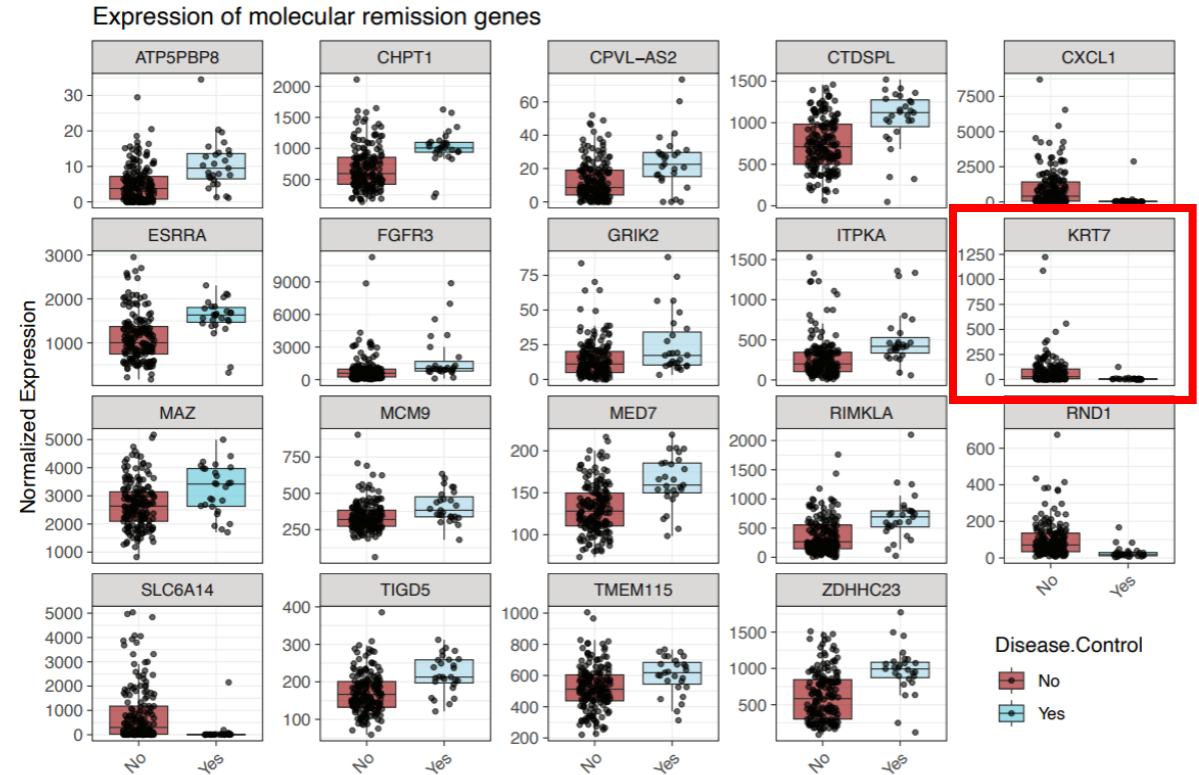 Expression of molecular remission genes
ATP5PBP8 CHPT1 CPVL−AS2 CTDSPL CXCL1
30 20 10 0
2000 1500 1000 500
60 40 20 0
1500 1000 500 0
7500 5000 2500 0
ESRRA FGFR3 GRIK2 ITPKA KRT7
3000 2000 1000
9000 6000 3000 0
75 50 25 0
1500 1000 500 0
1250 1000 750 500 250 0
Normalized Expression
MAZ MCM9 MED7 RIMKLA RND1
5000 4000 3000 2000 1000
750 500 250
200 150 100
2000 1500 1000 500 0
600 400 200 0
No Yes
SLC6A14 TIGD5 TMEM115 ZDHHC23
5000 4000 3000 2000 1000 0
400 300 200 100
1000 800 600 400 200
1500 1000 500
No Yes No Yes No Yes No Yes
Disease.Control
No
Yes